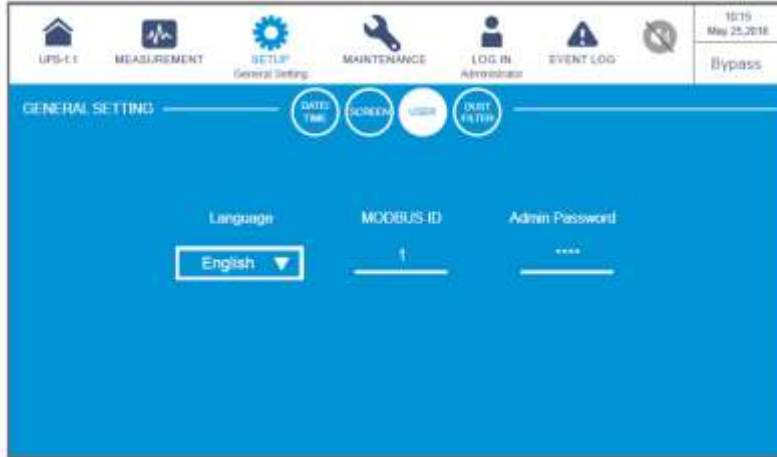 10:15
May 25,2018
UPS-1.1
MEASUREMENT
SETUP
General Setting
MAINTENANCE
LOG IN
Administrator
EVENT LOG
Bypass
GENERAL SETTING
DATE/
TIME
SCREEN
USER
DUST
FILTER
Language
MODBUS ID
Admin Password
English
1
****